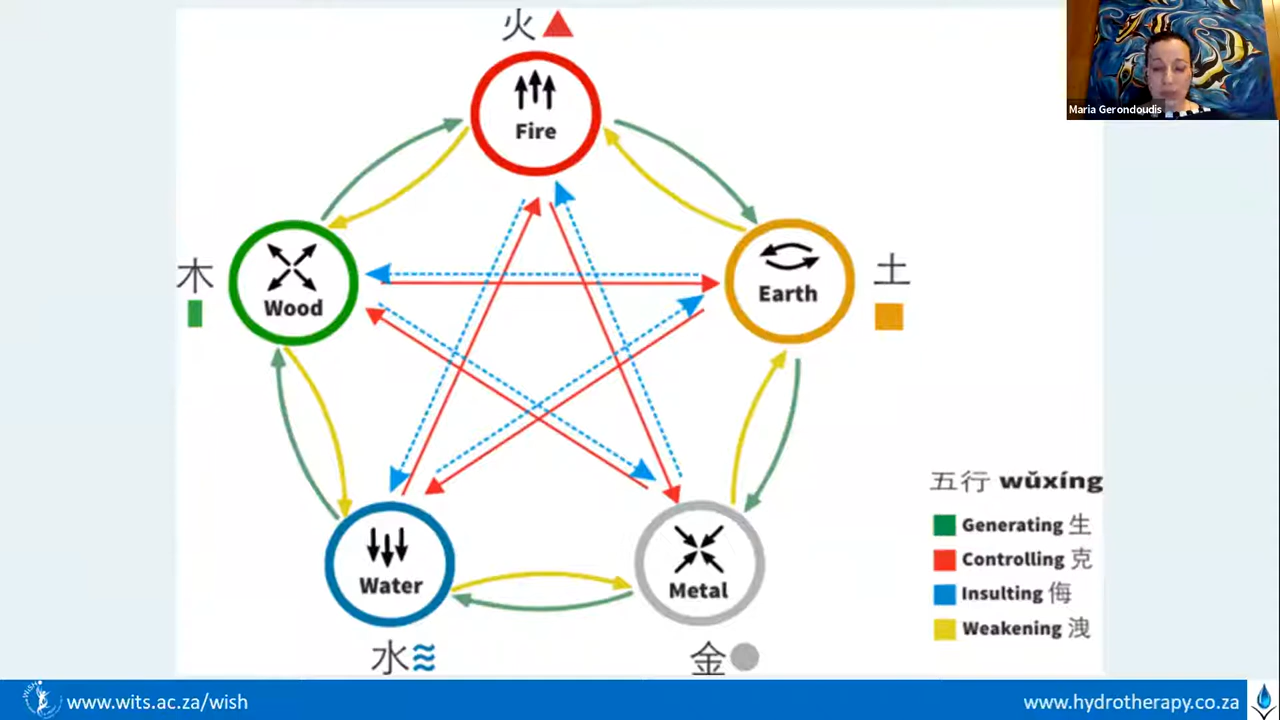 火
Fire
Maria Gerondoudis
木
Wood
Earth
土
Water
Metal
水
金
五行 wǔxíng
Generating 生
Controlling 克
Insulting 侮
Weakening 洩
www.wits.ac.za/wish
www.hydrotherapy.co.za